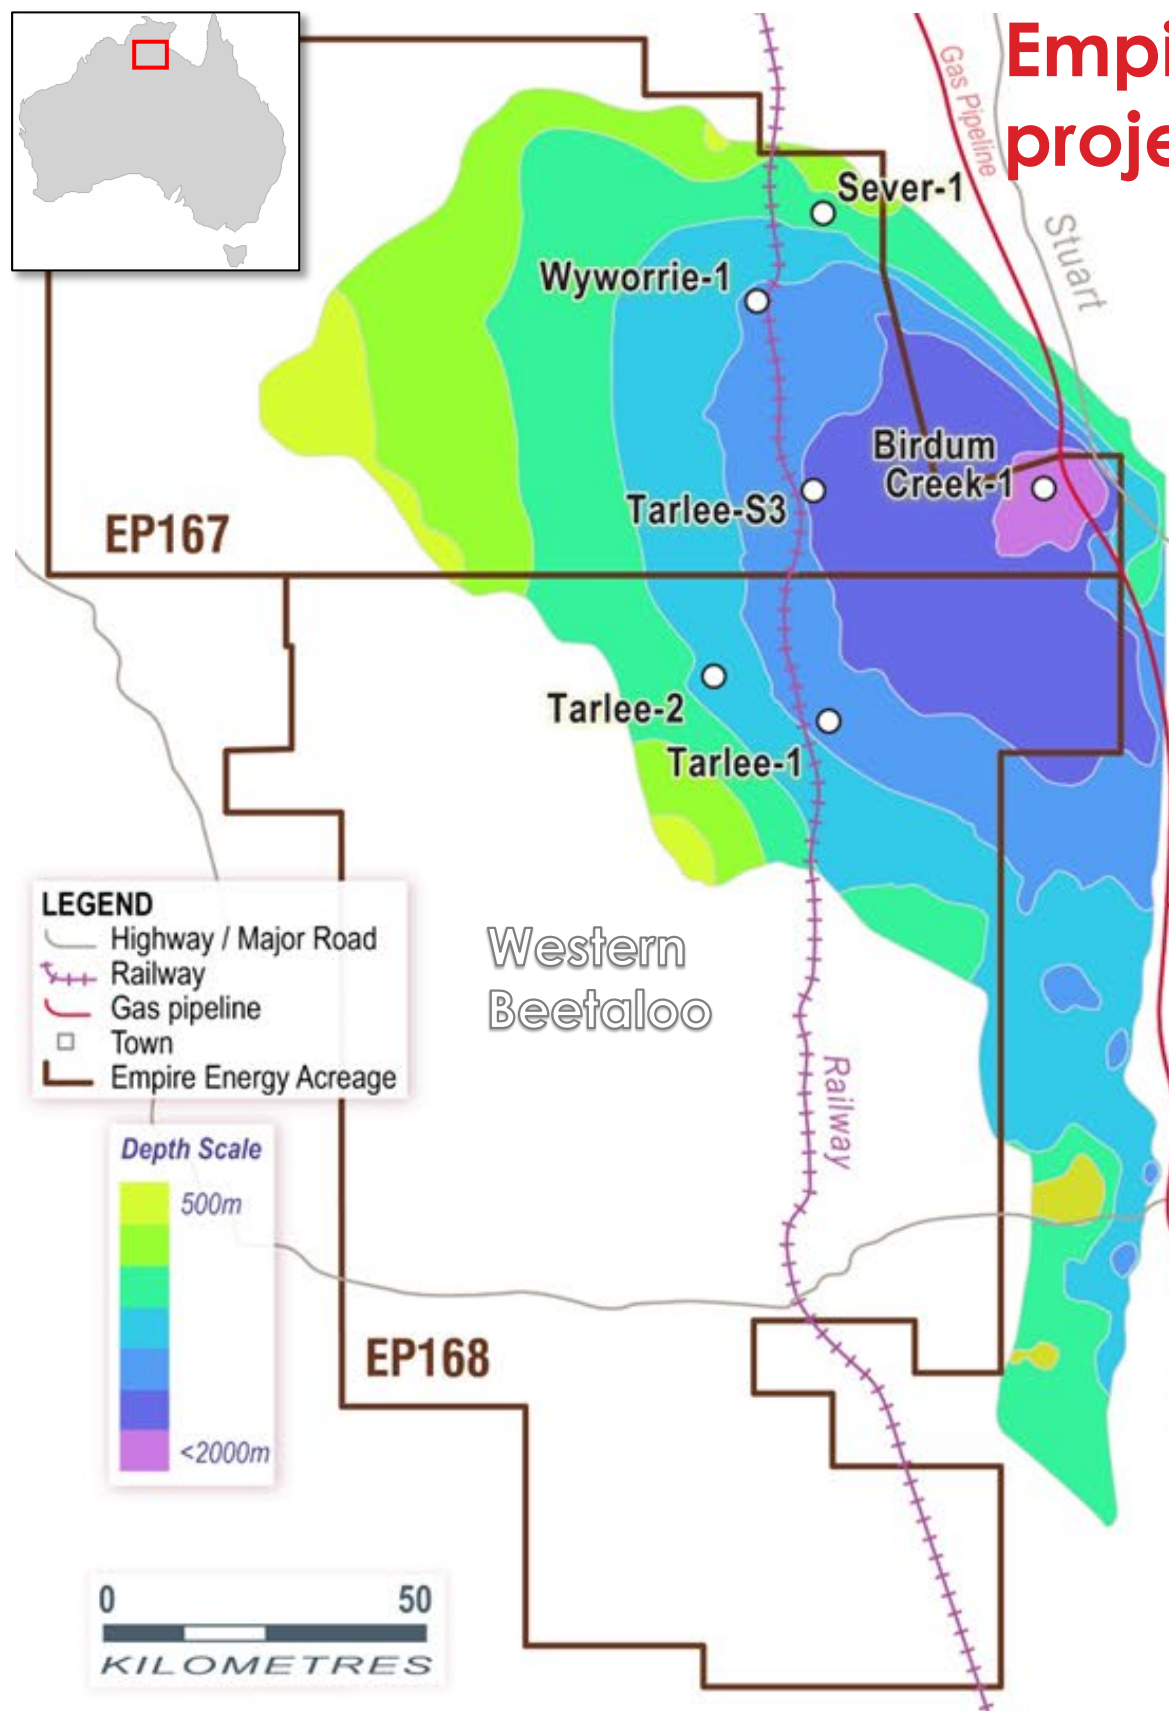 Empi
proje
Gas Pipeline
Stuart
Sever-1
Wyworrie-1
Birdum
Creek-1
Tarlee-S3
EP167
Tarlee-2
Tarlee-1
LEGEND
Highway / Major Road
Railway
Gas pipeline
Town
Empire Energy Acreage
Western
Beetaloo
Railway
Depth Scale
500m
<2000m
EP168
0 50
KILOMETRES